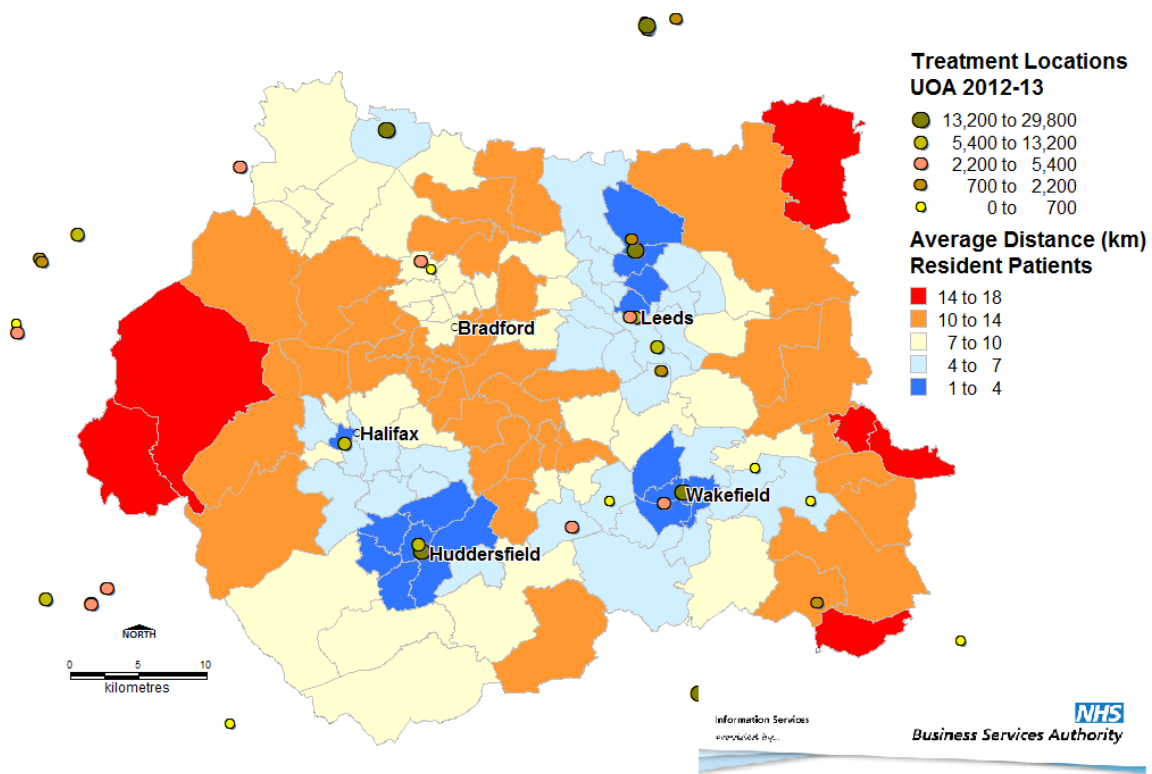 Treatment Locations
UOA 2012-13
13,200 to 29,800
5,400 to 13,200
2,200 to 5,400
700 to 2,200
0 to 700
Average Distance (km)
Resident Patients
14 to 18
10 to 14
7 to 10
4 to 7
1 to 4
Bradford
Leeds
Halifax
Wakefield
Huddersfield
NORTH
0 5 10
kilometres
Information Services
provided by...
NHS
Business Services Authority